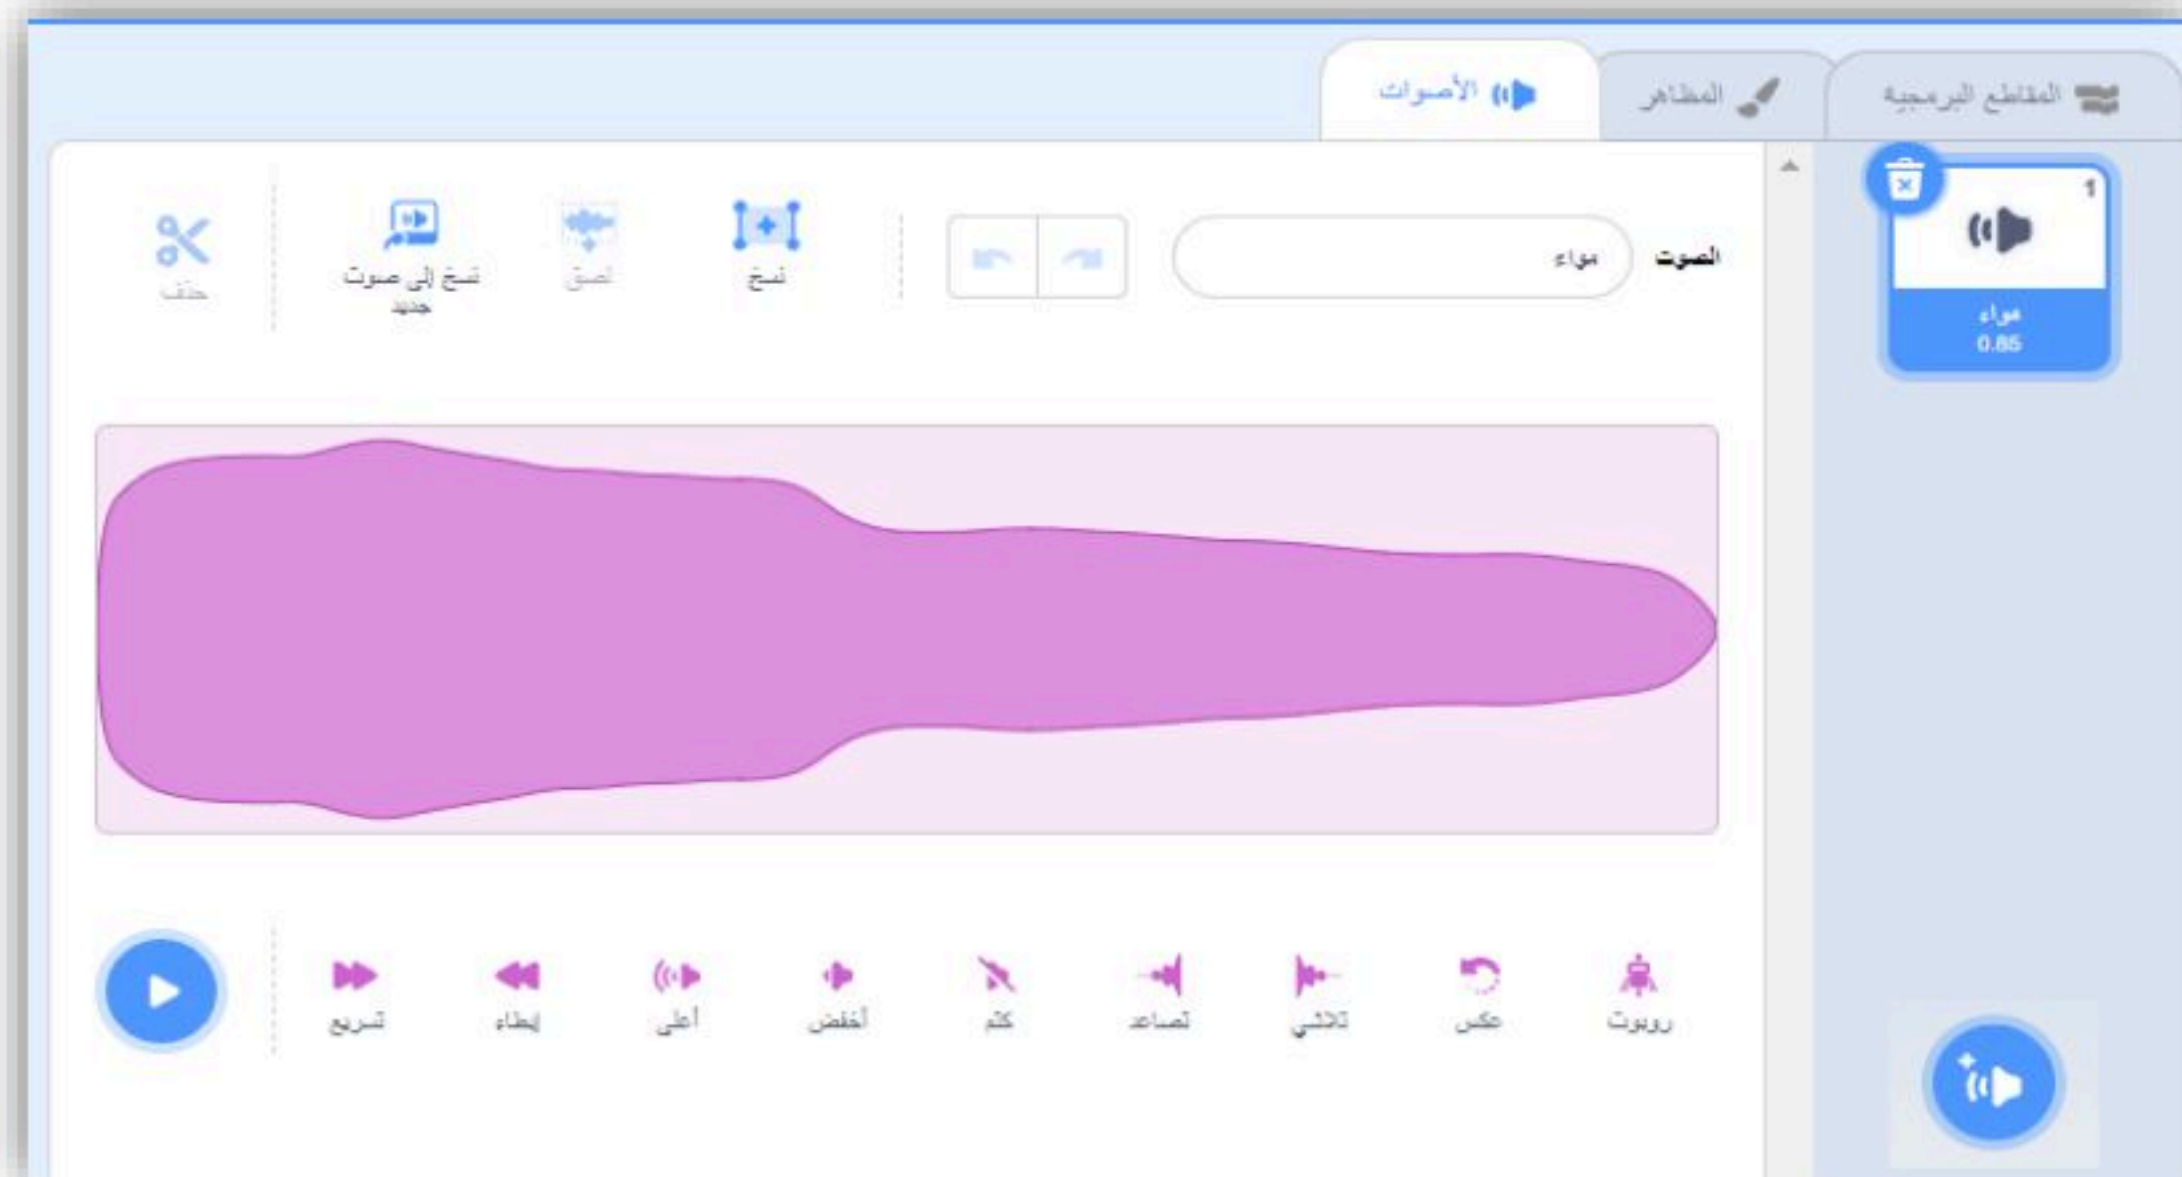 المقاطع البرمجية
المظاهر
الأصوات
1
مواء
0.85
الصوت
مواء
نسخ
لصق
نسخ إلى صوت
جديد
حذف
روبوت
عكس
تلاشي
تصاعد
كتم
أخفض
أعلى
إبطاء
تسريع